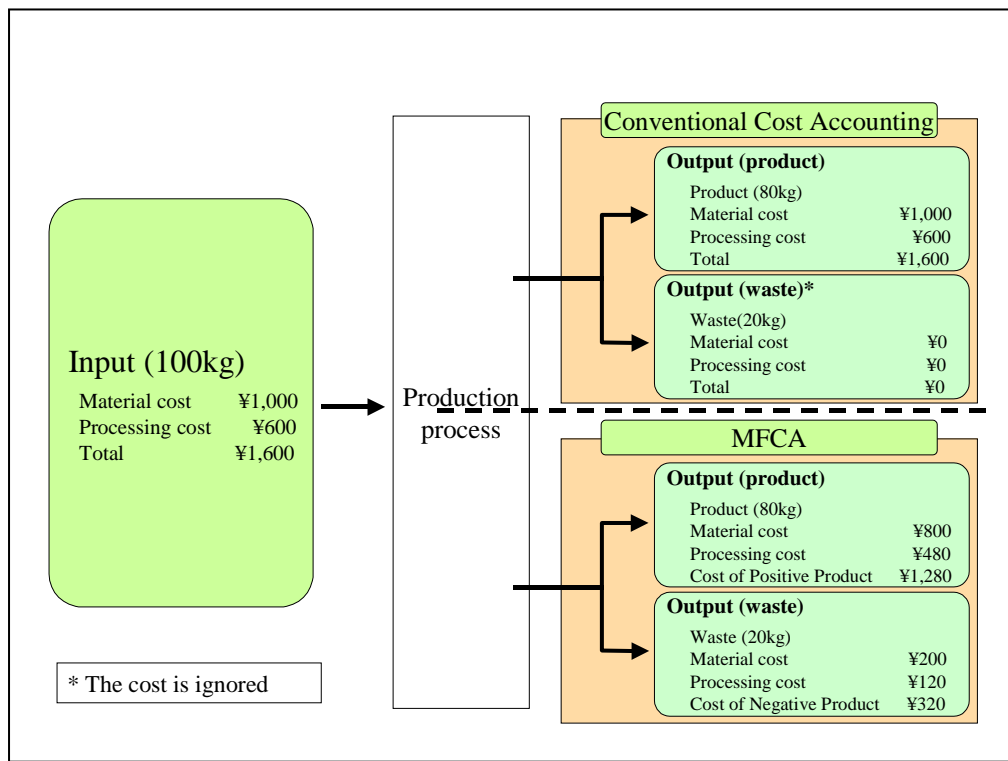 Input (100kg)
Material cost ¥1,000
Processing cost ¥600
Total ¥1,600
* The cost is ignored
Production
process
Conventional Cost Accounting
Output (product)
Product (80kg)
Material cost ¥1,000
Processing cost ¥600
Total ¥1,600
Output (waste)*
Waste(20kg)
Material cost ¥0
Processing cost ¥0
Total ¥0
MFCA
Output (product)
Product (80kg)
Material cost ¥800
Processing cost ¥480
Cost of Positive Product ¥1,280
Output (waste)
Waste (20kg)
Material cost ¥200
Processing cost ¥120
Cost of Negative Product ¥320